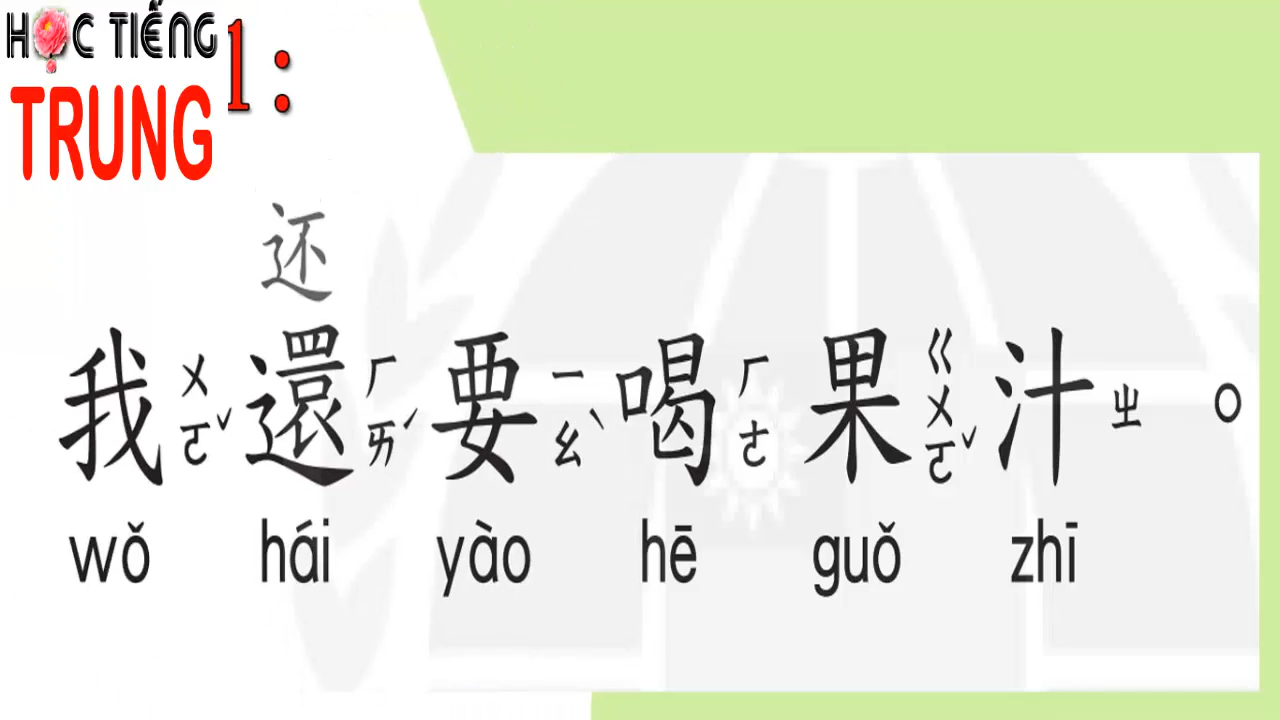 HỌC TIẾNG
TRUNG
1:
还
我ㄨㄛˇ還ㄏㄞˊ要ㄧㄠˋ喝ㄏㄜ果ㄍㄨㄛˇ汁ㄓ。
wǒ hái yào hē guǒ zhī